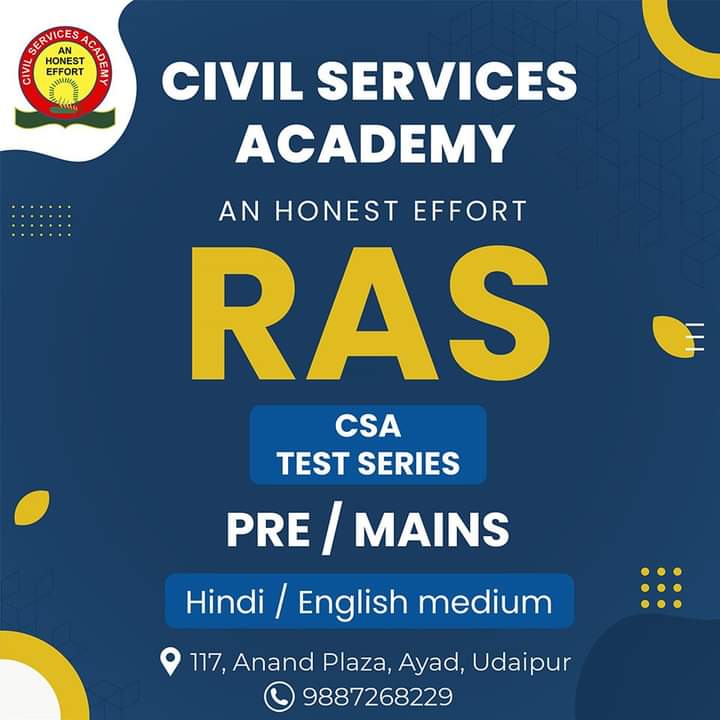 CIVIL SERVICES ACADEMY
AN
HONEST
EFFORT
CIVIL SERVICES
ACADEMY
AN HONEST EFFORT
RAS
CSA
TEST SERIES
PRE / MAINS
Hindi / English medium
117, Anand Plaza, Ayad, Udaipur
9887268229